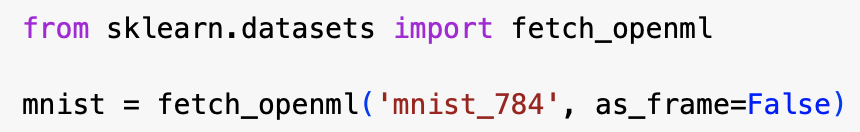 from sklearn.datasets import fetch_openml
mnist = fetch_openml('mnist_784', as_frame=False)